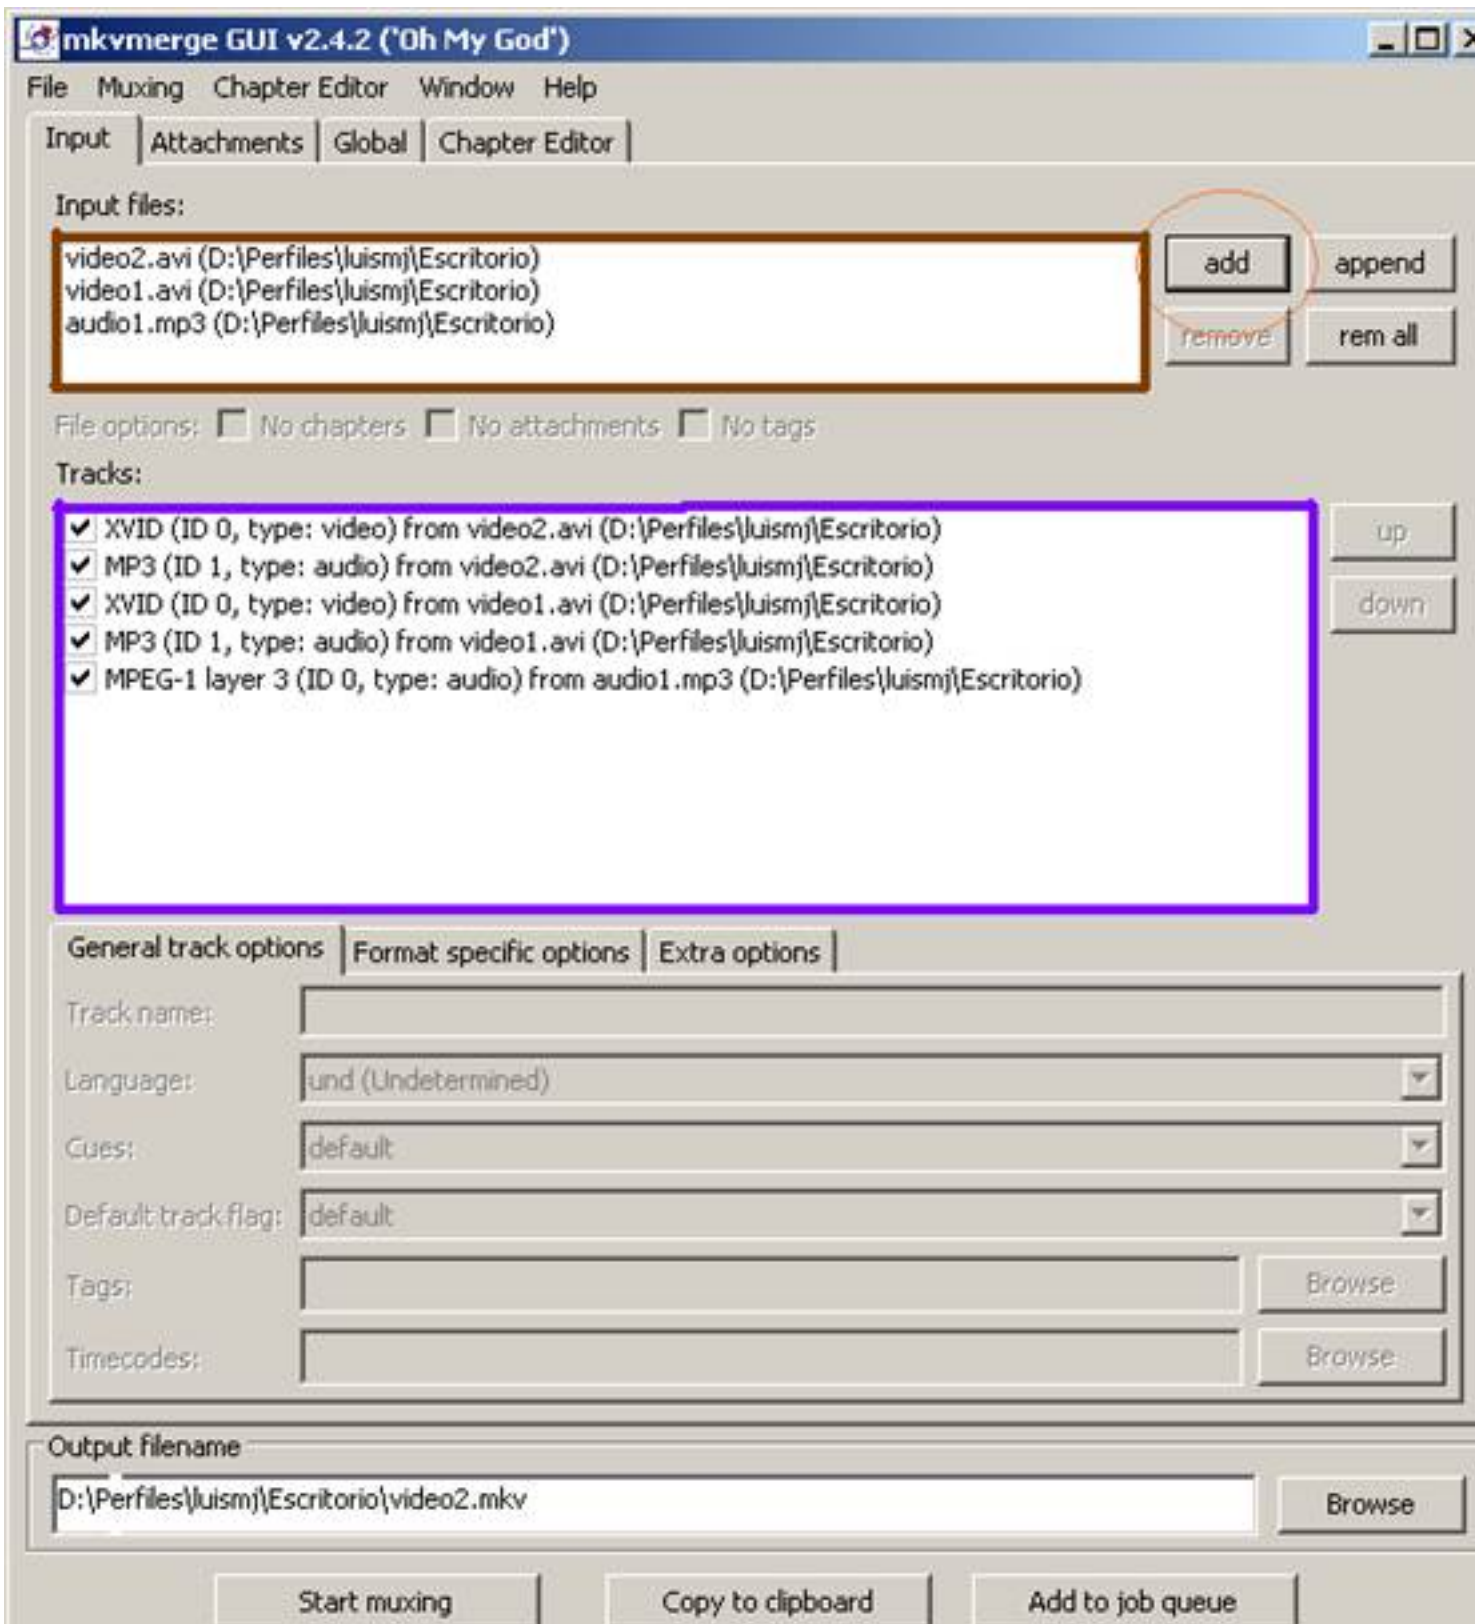 mkvmerge GUI v2.4.2 ('Oh My God')
File Muxing Chapter Editor Window Help
Input Attachments Global Chapter Editor
Input files:
video2.avi (D:\Perfiles\luismj\Escritorio)
video1.avi (D:\Perfiles\luismj\Escritorio)
audio1.mp3 (D:\Perfiles\luismj\Escritorio)
add append
remove rem all
File options: No chapters No attachments No tags
Tracks:
XVID (ID 0, type: video) from video2.avi (D:\Perfiles\luismj\Escritorio)
MP3 (ID 1, type: audio) from video2.avi (D:\Perfiles\luismj\Escritorio)
XVID (ID 0, type: video) from video1.avi (D:\Perfiles\luismj\Escritorio)
MP3 (ID 1, type: audio) from video1.avi (D:\Perfiles\luismj\Escritorio)
MPEG-1 layer 3 (ID 0, type: audio) from audio1.mp3 (D:\Perfiles\luismj\Escritorio)
up
down
General track options Format specific options Extra options
Track name:
Language: und (Undetermined)
Cues: default
Default track flag: default
Tags: Browse
Timecodes: Browse
Output filename
D:\Perfiles\luismj\Escritorio\video2.mkv Browse
Start muxing Copy to clipboard Add to job queue